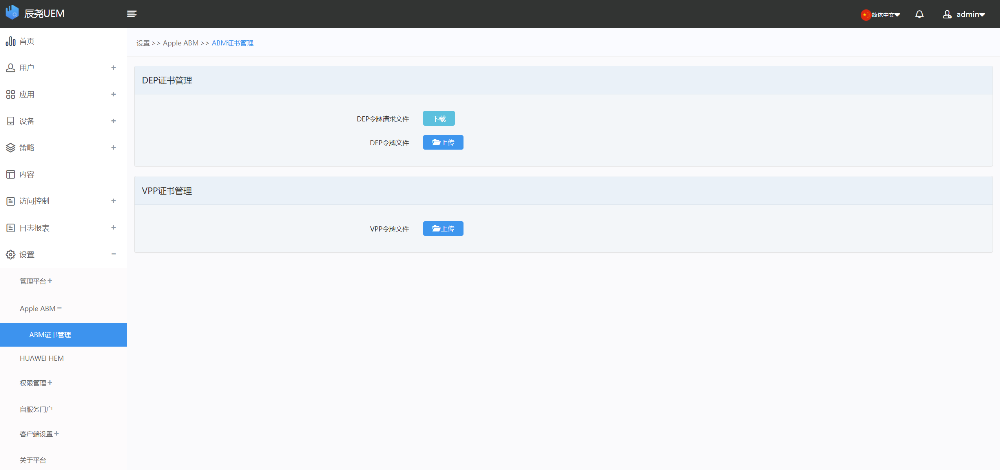 辰尧UEM
简体中文
admin
首页
用户 +
应用 +
设备 +
策略 +
内容
访问控制 +
日志报表 +
设置 −
管理平台 +
Apple ABM −
ABM证书管理
HUAWEI HEM
权限管理 +
自服务门户
客户端设置 +
关于平台
设置 >> Apple ABM >> ABM证书管理
DEP证书管理
DEP令牌请求文件 下载
DEP令牌文件 上传
VPP证书管理
VPP令牌文件 上传